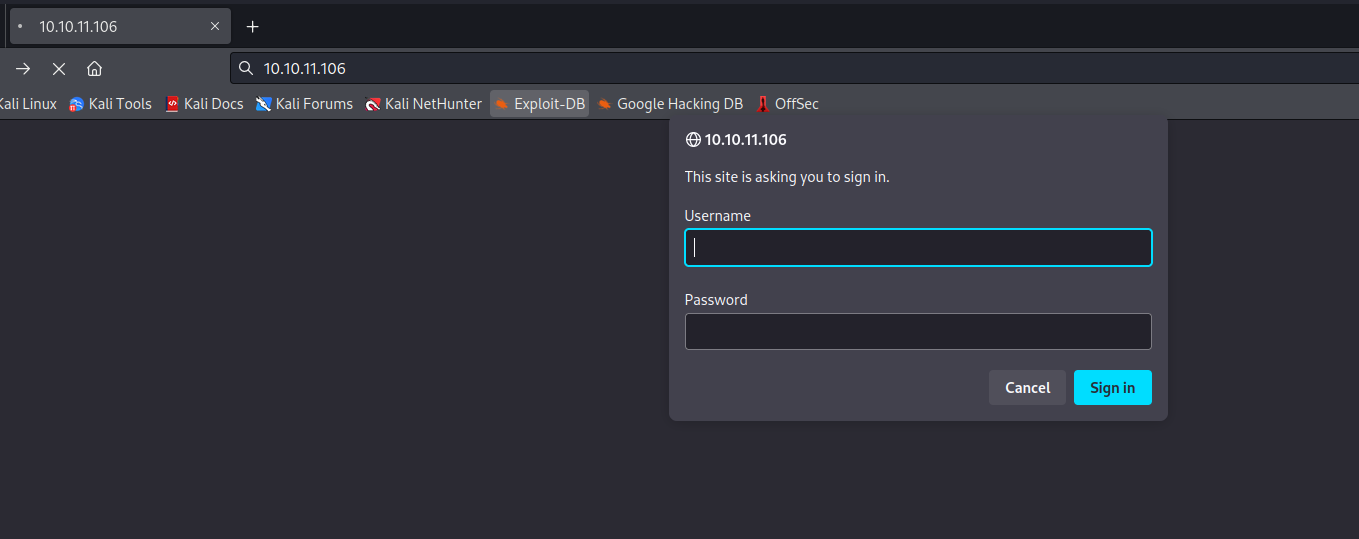 10.10.11.106
10.10.11.106
Kali Linux Kali Tools Kali Docs Kali Forums Kali NetHunter Exploit-DB Google Hacking DB OffSec
10.10.11.106
This site is asking you to sign in.
Username
Password
Cancel Sign in